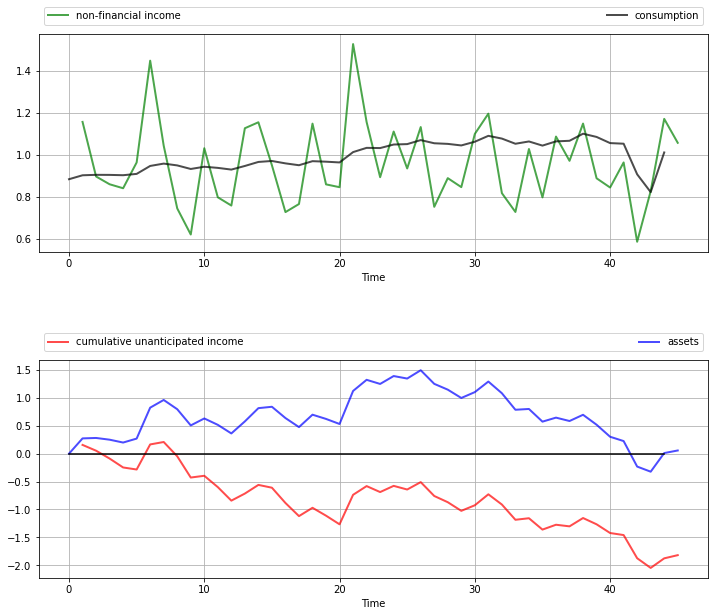 non-financial income consumption
1.4
1.2
1.0
0.8
0.6
0 10 20 30 40
Time
cumulative unanticipated income assets
1.5
1.0
0.5
0.0
−0.5
−1.0
−1.5
−2.0
0 10 20 30 40
Time